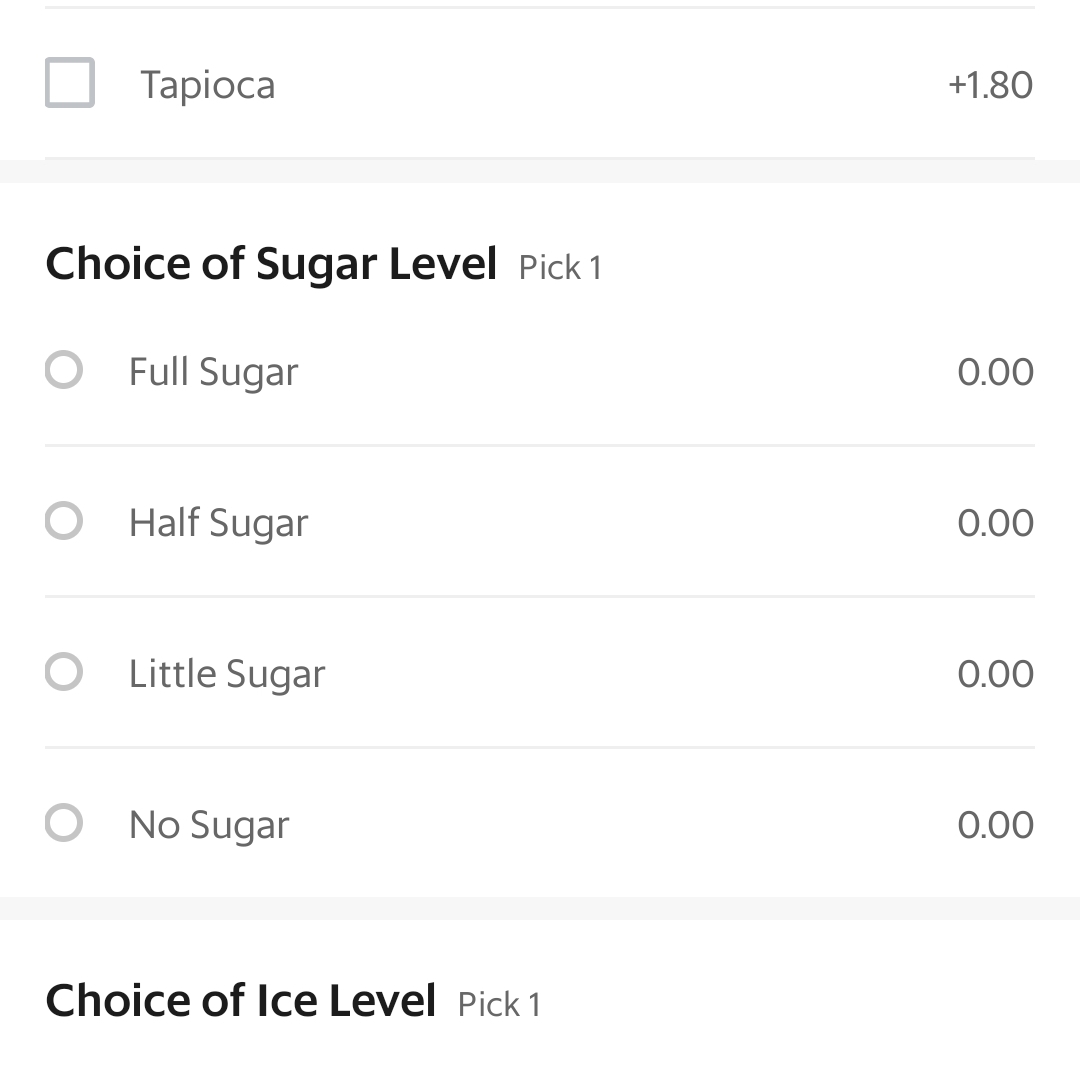 Tapioca +1.80
Choice of Sugar Level Pick 1
Full Sugar 0.00
Half Sugar 0.00
Little Sugar 0.00
No Sugar 0.00
Choice of Ice Level Pick 1